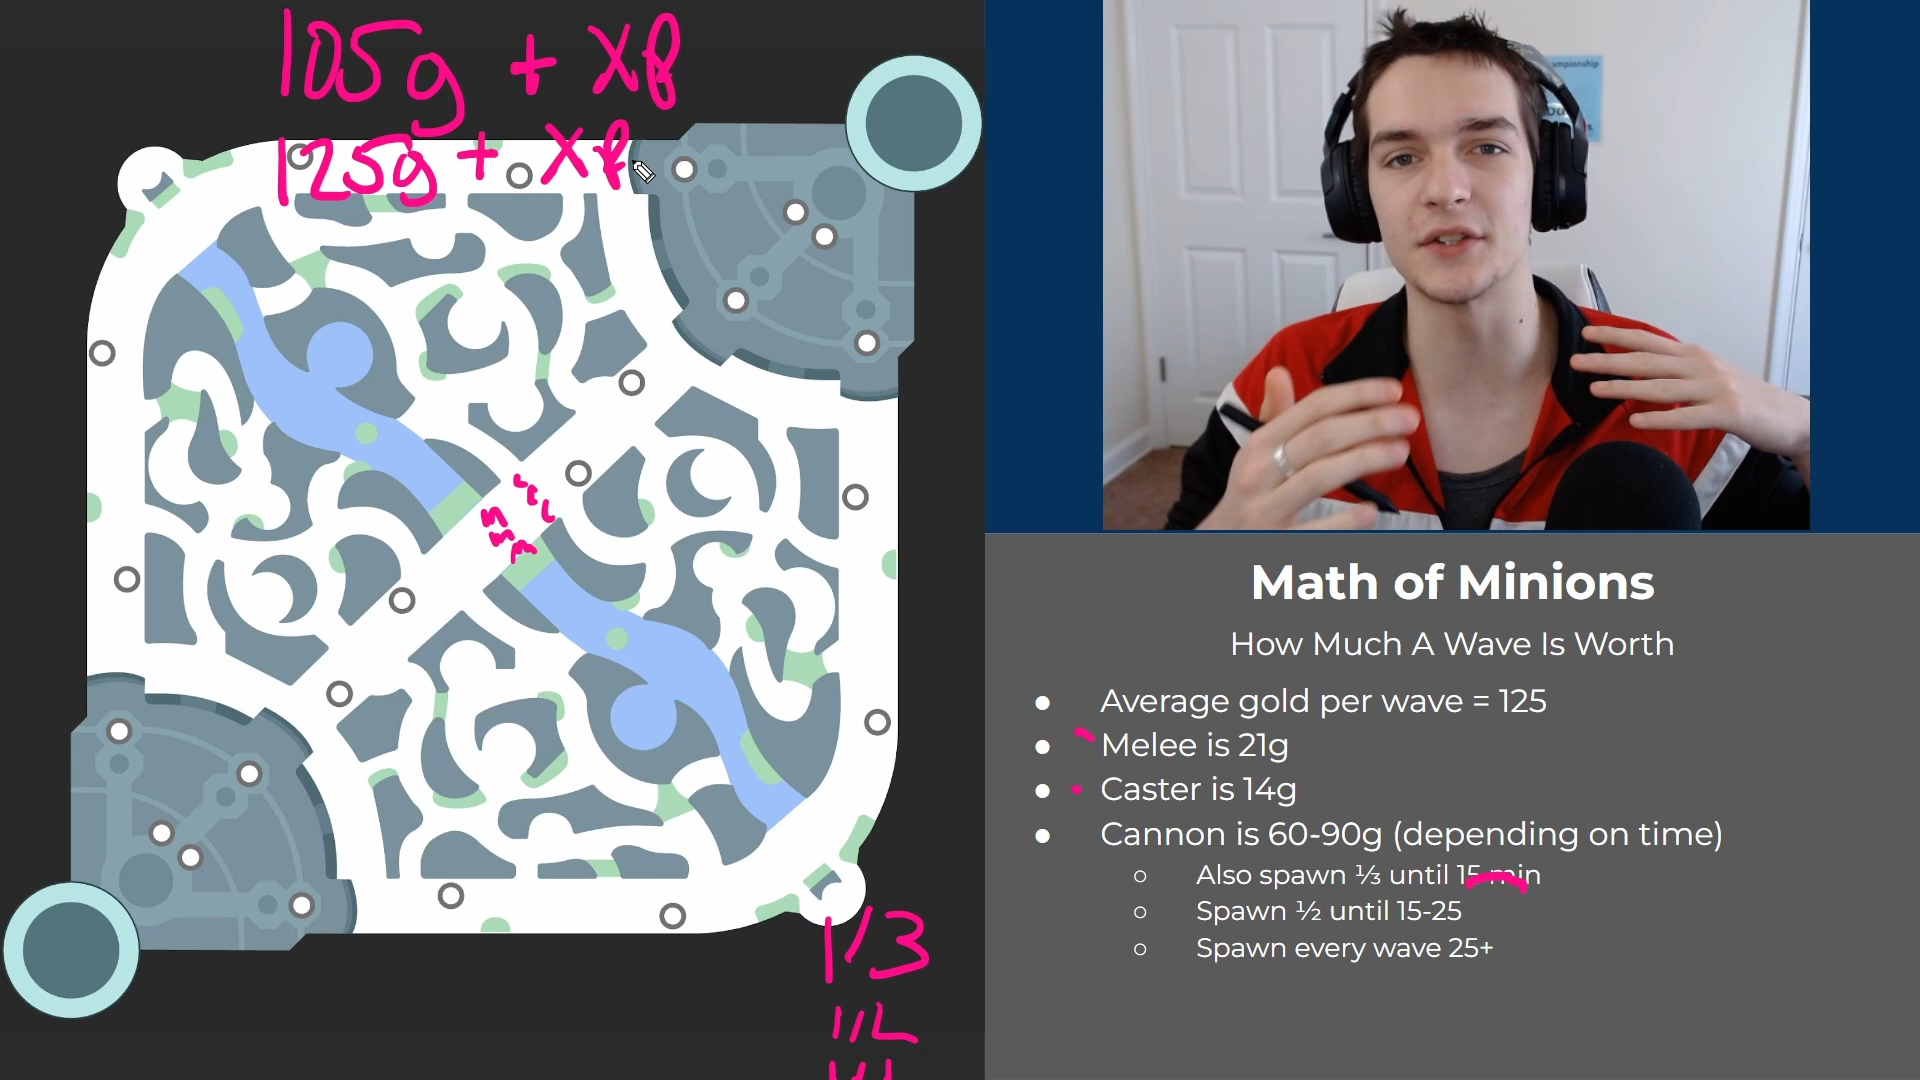 105g + XP
125g + XP
mpionship
Math of Minions
How Much A Wave Is Worth
● Average gold per wave = 125
● Melee is 21g
● Caster is 14g
● Cannon is 60-90g (depending on time)
○ Also spawn ⅓ until 15 min
○ Spawn ½ until 15-25
○ Spawn every wave 25+
1/3
1/2